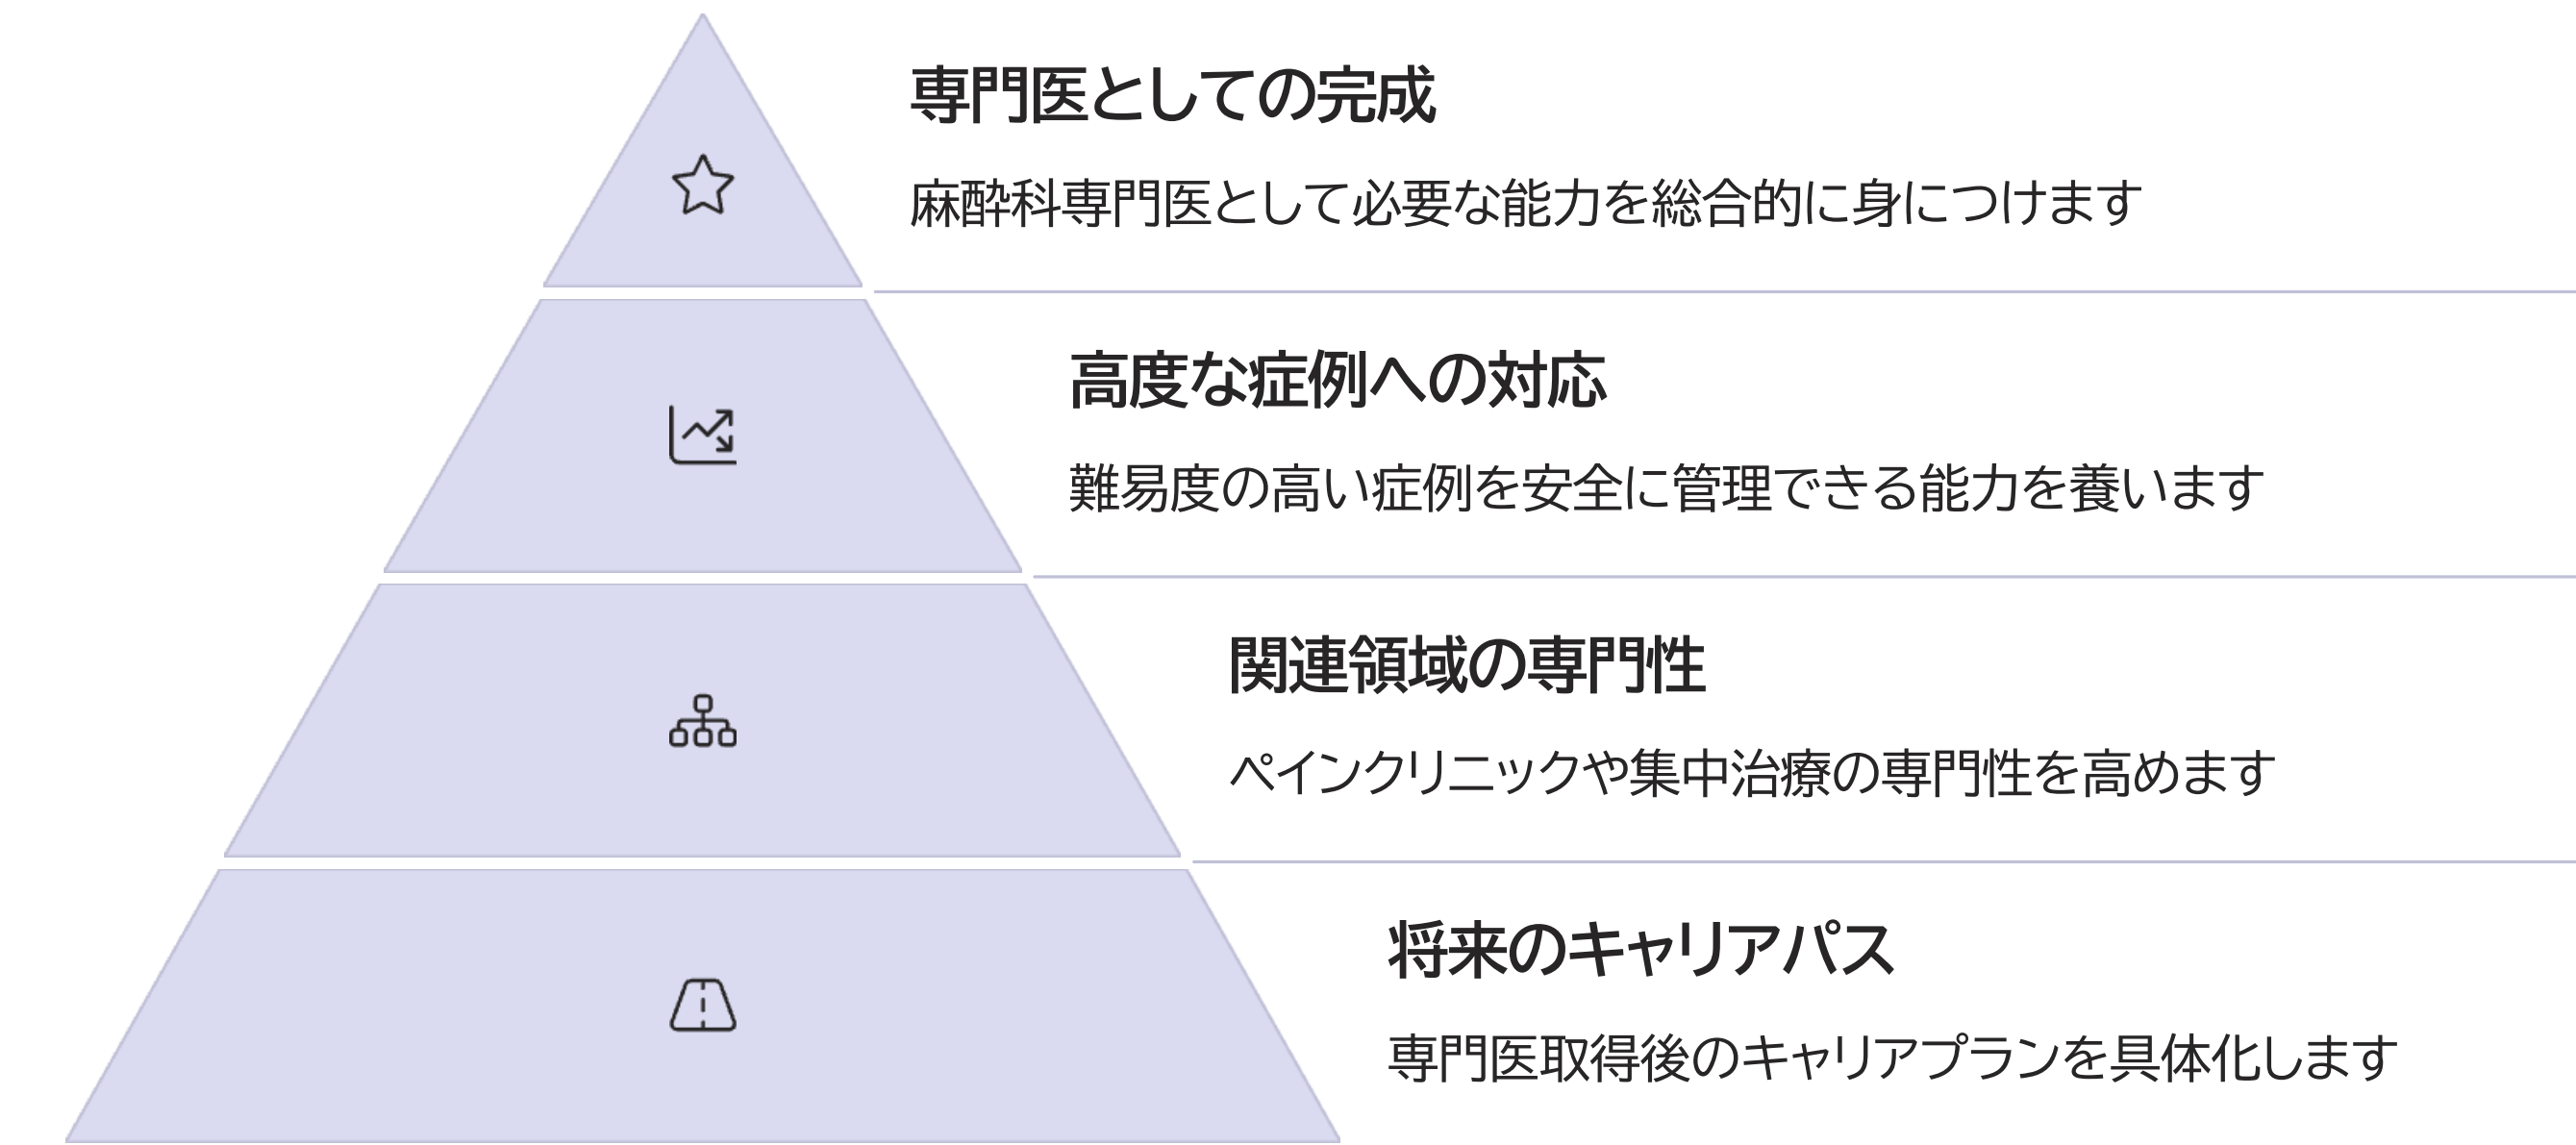 専門医としての完成
麻酔科専門医として必要な能力を総合的に身につけます
高度な症例への対応
難易度の高い症例を安全に管理できる能力を養います
関連領域の専門性
ペインクリニックや集中治療の専門性を高めます
将来のキャリアパス
専門医取得後のキャリアプランを具体化します